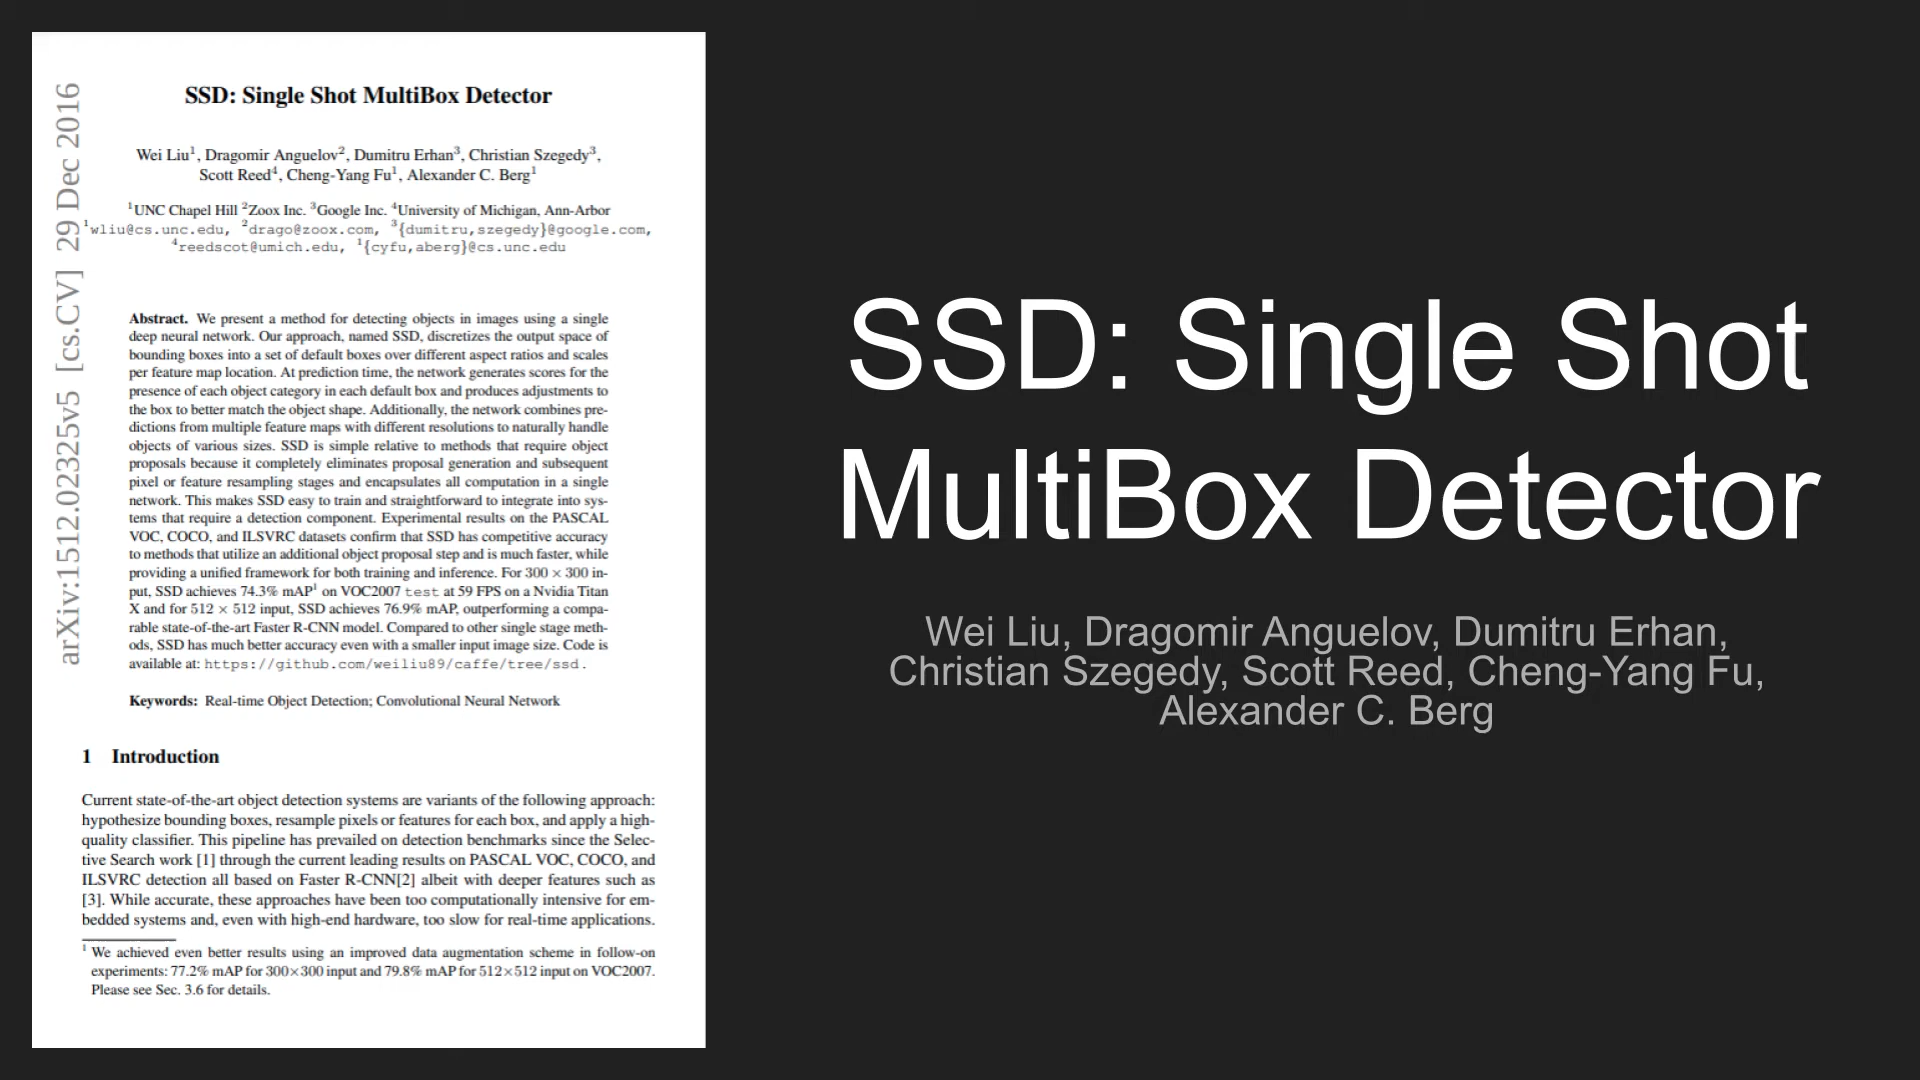 arXiv:1512.02325v5 [cs.CV] 29 Dec 2016
SSD: Single Shot MultiBox Detector
Wei Liu1, Dragomir Anguelov2, Dumitru Erhan3, Christian Szegedy3,
Scott Reed4, Cheng-Yang Fu1, Alexander C. Berg1
1UNC Chapel Hill 2Zoox Inc. 3Google Inc. 4University of Michigan, Ann-Arbor
1wliu@cs.unc.edu, 2drago@zoox.com, 3{dumitru,szegedy}@google.com,
4reedscot@umich.edu, 1{cyfu,aberg}@cs.unc.edu
Abstract. We present a method for detecting objects in images using a single
deep neural network. Our approach, named SSD, discretizes the output space of
bounding boxes into a set of default boxes over different aspect ratios and scales
per feature map location. At prediction time, the network generates scores for the
presence of each object category in each default box and produces adjustments to
the box to better match the object shape. Additionally, the network combines pre-
dictions from multiple feature maps with different resolutions to naturally handle
objects of various sizes. SSD is simple relative to methods that require object
proposals because it completely eliminates proposal generation and subsequent
pixel or feature resampling stages and encapsulates all computation in a single
network. This makes SSD easy to train and straightforward to integrate into sys-
tems that require a detection component. Experimental results on the PASCAL
VOC, COCO, and ILSVRC datasets confirm that SSD has competitive accuracy
to methods that utilize an additional object proposal step and is much faster, while
providing a unified framework for both training and inference. For 300 × 300 in-
put, SSD achieves 74.3% mAP1 on VOC2007 test at 59 FPS on a Nvidia Titan
X and for 512 × 512 input, SSD achieves 76.9% mAP, outperforming a compa-
rable state-of-the-art Faster R-CNN model. Compared to other single stage meth-
ods, SSD has much better accuracy even with a smaller input image size. Code is
available at: https://github.com/weiliu89/caffe/tree/ssd.
Keywords: Real-time Object Detection; Convolutional Neural Network
1 Introduction
Current state-of-the-art object detection systems are variants of the following approach:
hypothesize bounding boxes, resample pixels or features for each box, and apply a high-
quality classifier. This pipeline has prevailed on detection benchmarks since the Selec-
tive Search work [1] through the current leading results on PASCAL VOC, COCO, and
ILSVRC detection all based on Faster R-CNN[2] albeit with deeper features such as
[3]. While accurate, these approaches have been too computationally intensive for em-
bedded systems and, even with high-end hardware, too slow for real-time applications.
1 We achieved even better results using an improved data augmentation scheme in follow-on
experiments: 77.2% mAP for 300×300 input and 79.8% mAP for 512×512 input on VOC2007.
Please see Sec. 3.6 for details.
SSD: Single Shot
MultiBox Detector
Wei Liu, Dragomir Anguelov, Dumitru Erhan,
Christian Szegedy, Scott Reed, Cheng-Yang Fu,
Alexander C. Berg